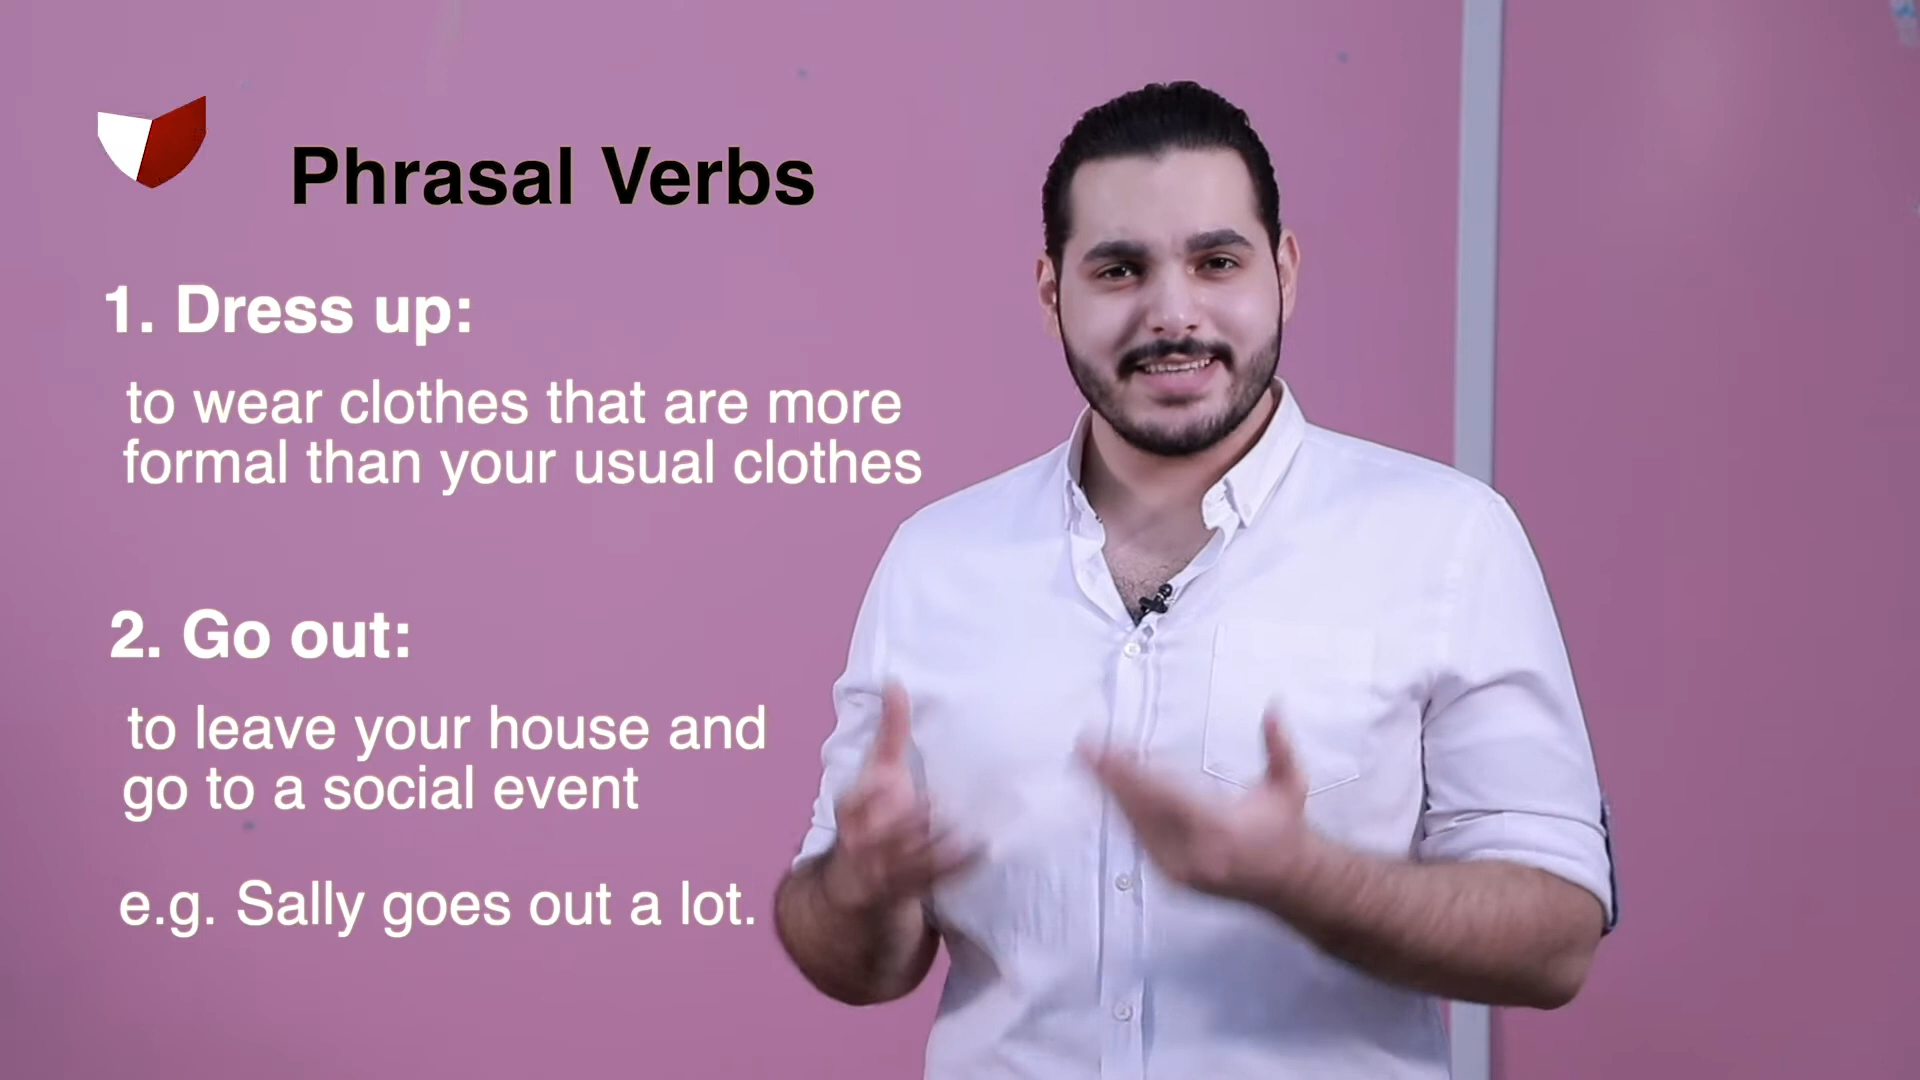 Phrasal Verbs
1. Dress up:
to wear clothes that are more
formal than your usual clothes
2. Go out:
to leave your house and
go to a social event
e.g. Sally goes out a lot.